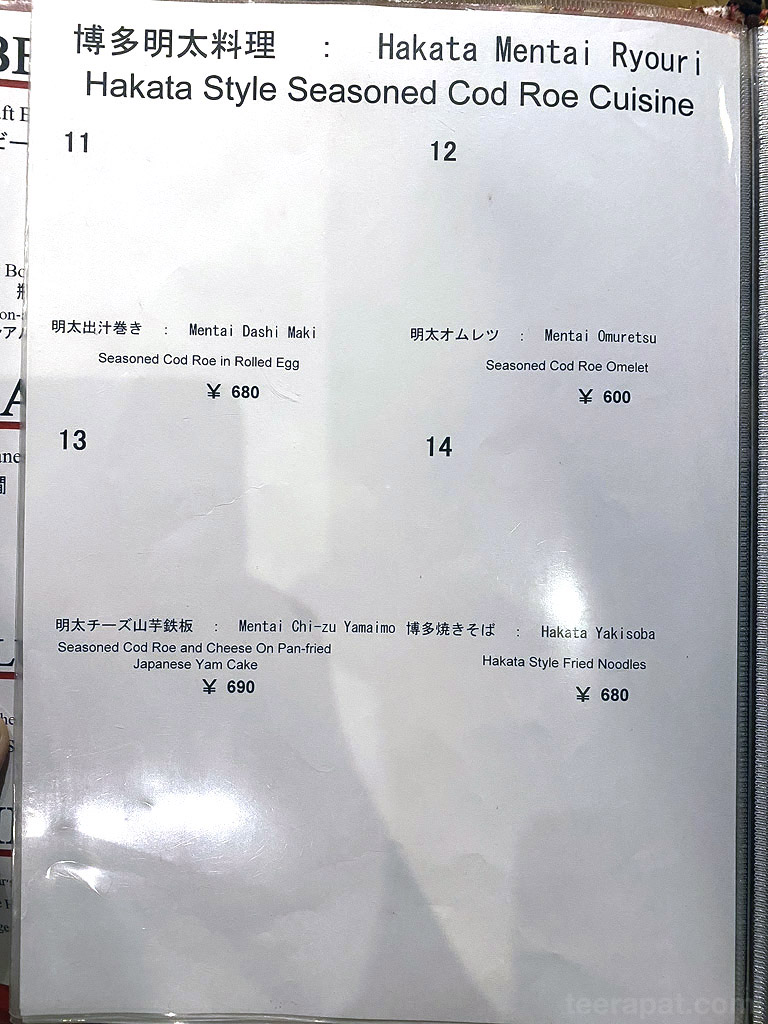 博多明太料理 : Hakata Mentai Ryouri
Hakata Style Seasoned Cod Roe Cuisine
11
12
明太出汁巻き : Mentai Dashi Maki
Seasoned Cod Roe in Rolled Egg
¥ 680
明太オムレツ : Mentai Omuretsu
Seasoned Cod Roe Omelet
¥ 600
13
14
明太チーズ山芋鉄板 : Mentai Chi-zu Yamaimo
Seasoned Cod Roe and Cheese On Pan-fried
Japanese Yam Cake
¥ 690
博多焼きそば : Hakata Yakisoba
Hakata Style Fried Noodles
¥ 680
teerapat.com